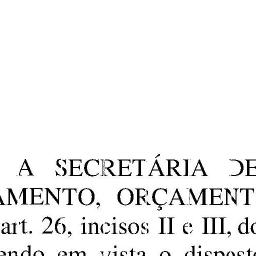 A SECRETÁRIA DE
AMENTO, ORÇAMENT
art. 26, incisos II e III, do
endo em vista o disposto